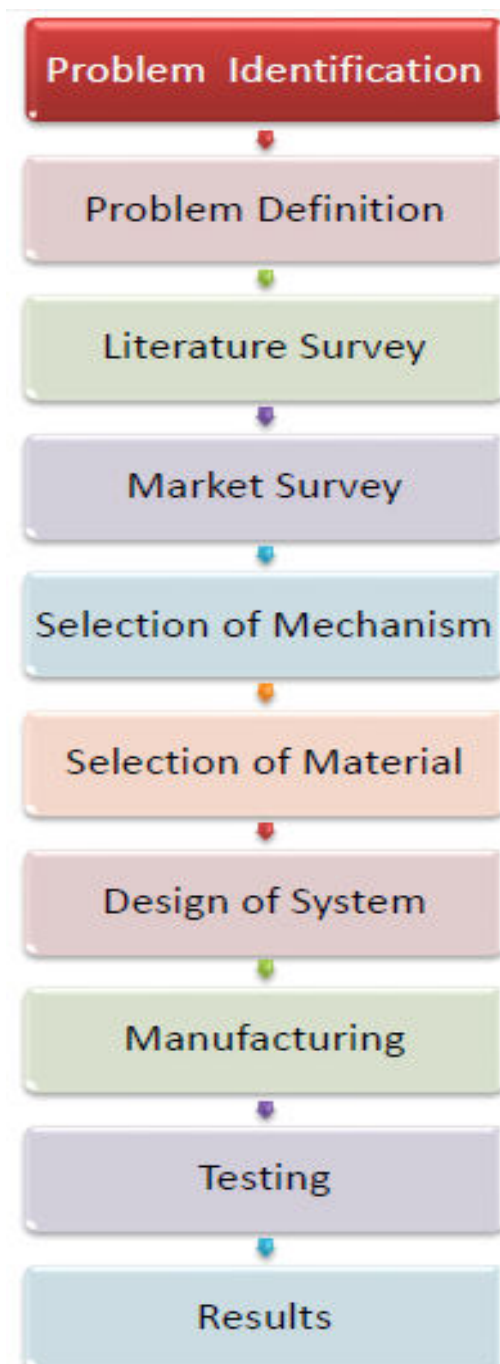 Problem Identification
Problem Definition
Literature Survey
Market Survey
Selection of Mechanism
Selection of Material
Design of System
Manufacturing
Testing
Results